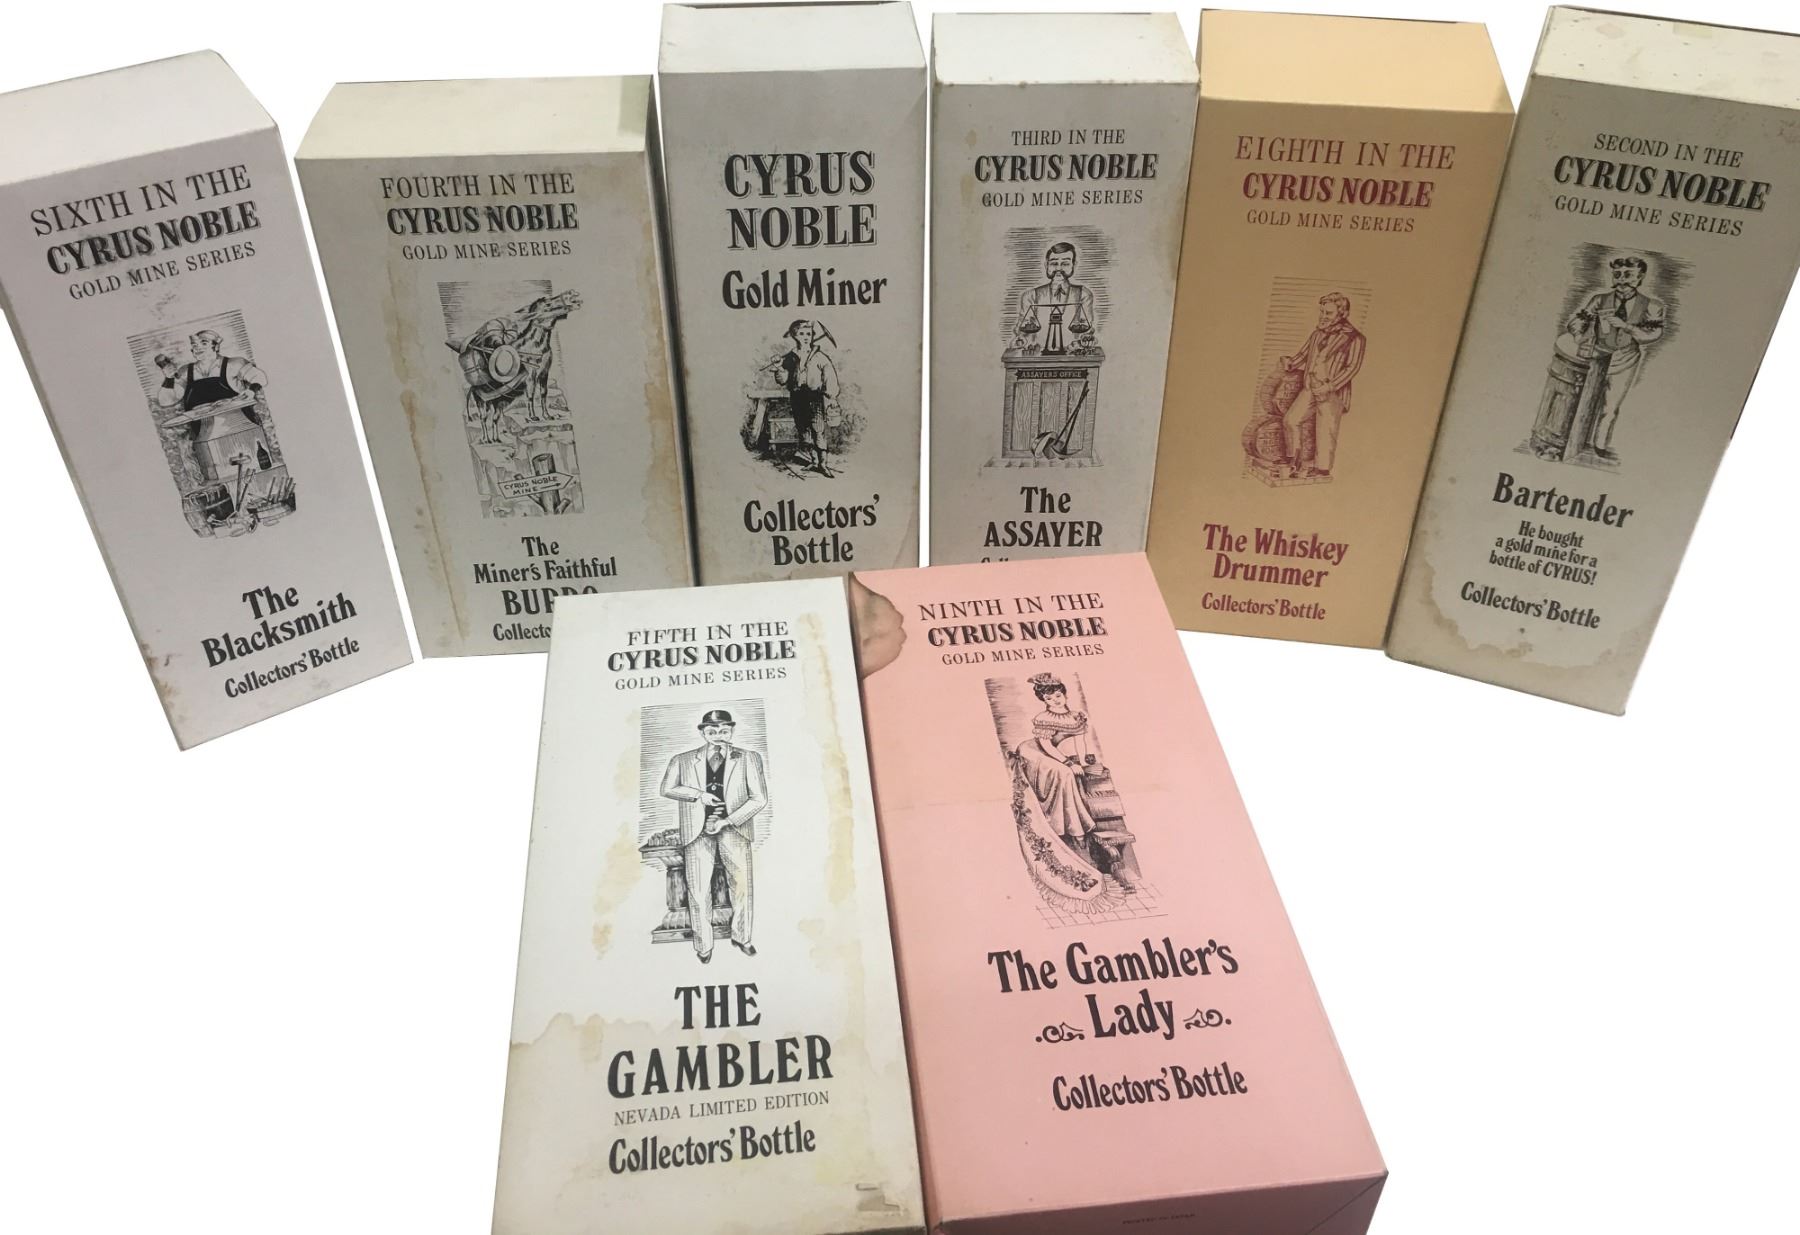 SIXTH IN THE
CYRUS NOBLE
GOLD MINE SERIES
The
Blacksmith
Collectors' Bottle
FOURTH IN THE
CYRUS NOBLE
GOLD MINE SERIES
CYRUS NOBLE
MINE
The
Miner's Faithful
BURRO
CYRUS
NOBLE
Gold Miner
Collectors'
Bottle
THIRD IN THE
CYRUS NOBLE
GOLD MINE SERIES
ASSAYERS OFFICE
The
ASSAYER
EIGHTH IN THE
CYRUS NOBLE
GOLD MINE SERIES
The Whiskey
Drummer
Collectors' Bottle
SECOND IN THE
CYRUS NOBLE
GOLD MINE SERIES
Bartender
He bought
a gold mine for a
bottle of CYRUS!
Collectors' Bottle
FIFTH IN THE
CYRUS NOBLE
GOLD MINE SERIES
THE
GAMBLER
NEVADA LIMITED EDITION
Collectors' Bottle
NINTH IN THE
CYRUS NOBLE
GOLD MINE SERIES
The Gambler's
Lady
Collectors' Bottle